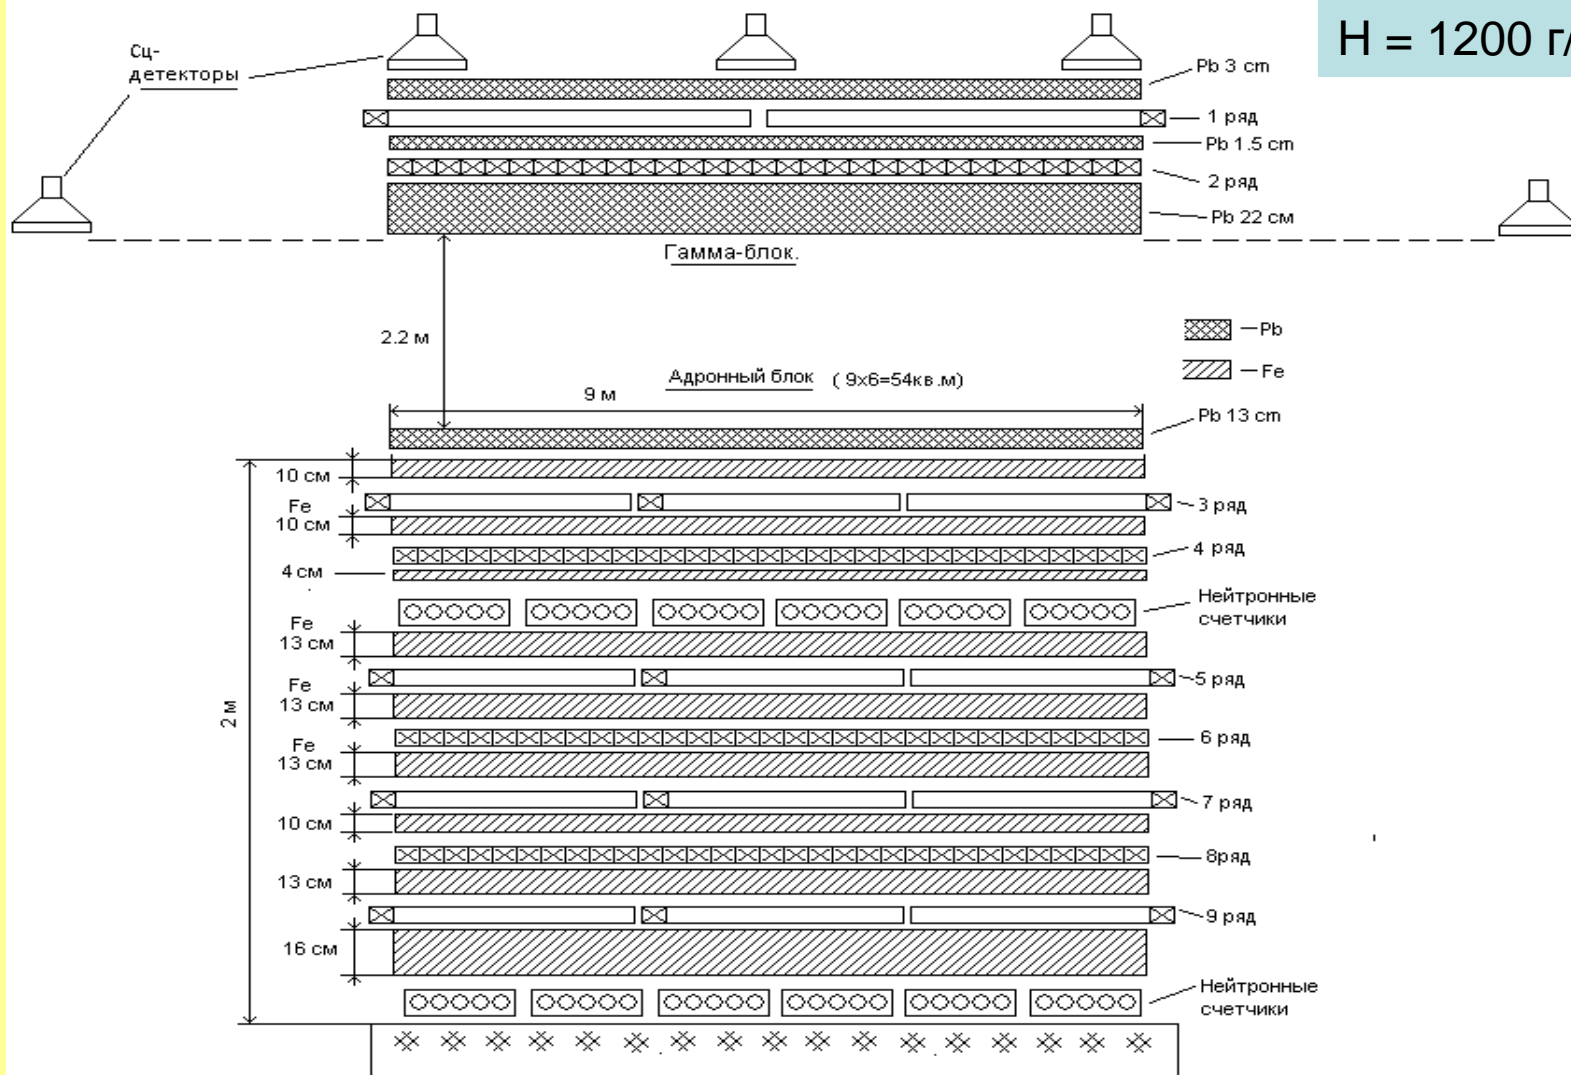 H = 1200 г/
Сц-
детекторы
Pb 3 cm
1 ряд
Pb 1.5 cm
2 ряд
Pb 22 см
Гамма-блок.
2.2 м
Pb
Fe
Адронный блок ( 9х6=54кв.м)
9 м
Pb 13 cm
10 см
Fe
10 см
3 ряд
4 ряд
4 см
Нейтронные
счетчики
Fe
13 см
Fe
13 см
5 ряд
2 м
Fe
13 см
6 ряд
7 ряд
10 см
8ряд
13 см
9 ряд
16 см
Нейтронные
счетчики